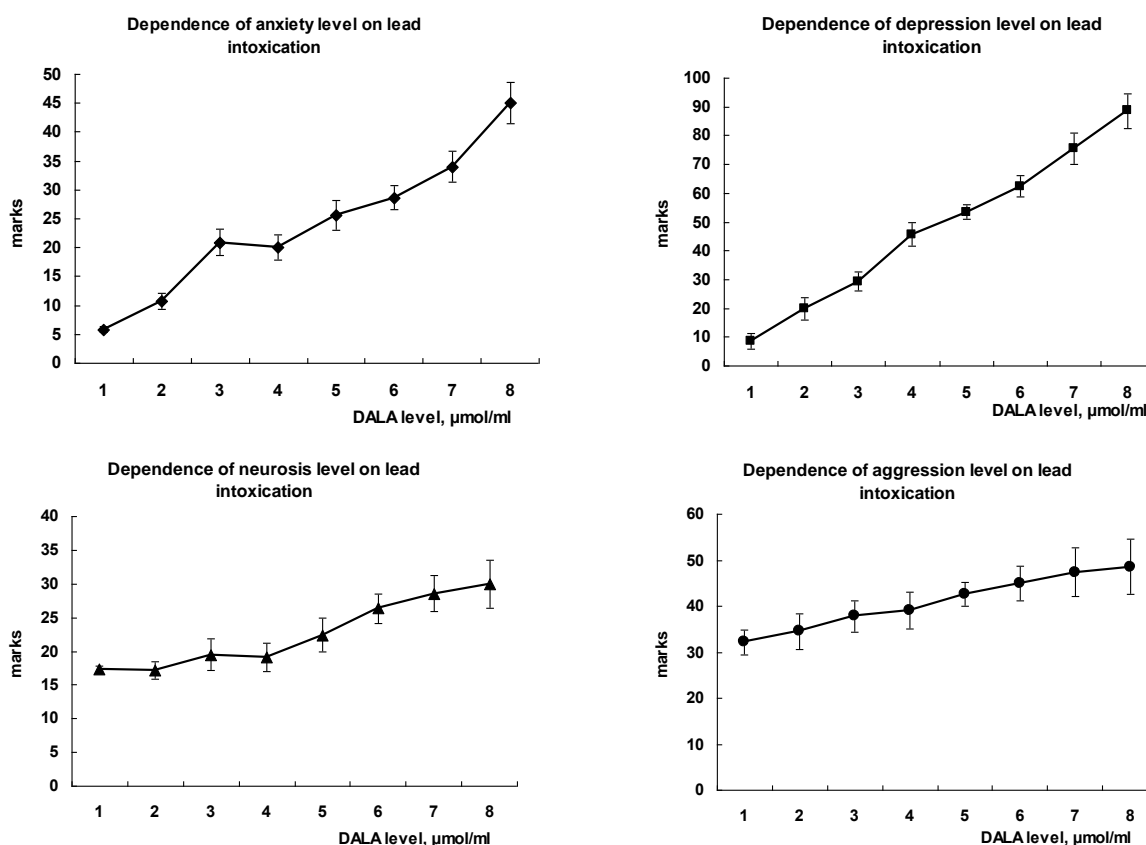 Dependence of anxiety level on lead
intoxication
50
45
40
35
30
25
20
15
10
5
0
marks
1 2 3 4 5 6 7 8
DALA level, µmol/ml
Dependence of depression level on lead
intoxication
100
90
80
70
60
50
40
30
20
10
0
marks
1 2 3 4 5 6 7 8
DALA level, µmol/ml
Dependence of neurosis level on lead
intoxication
40
35
30
25
20
15
10
5
0
marks
1 2 3 4 5 6 7 8
DALA level, µmol/ml
Dependence of aggression level on lead
intoxication
60
50
40
30
20
10
0
marks
1 2 3 4 5 6 7 8
DALA level, µmol/ml